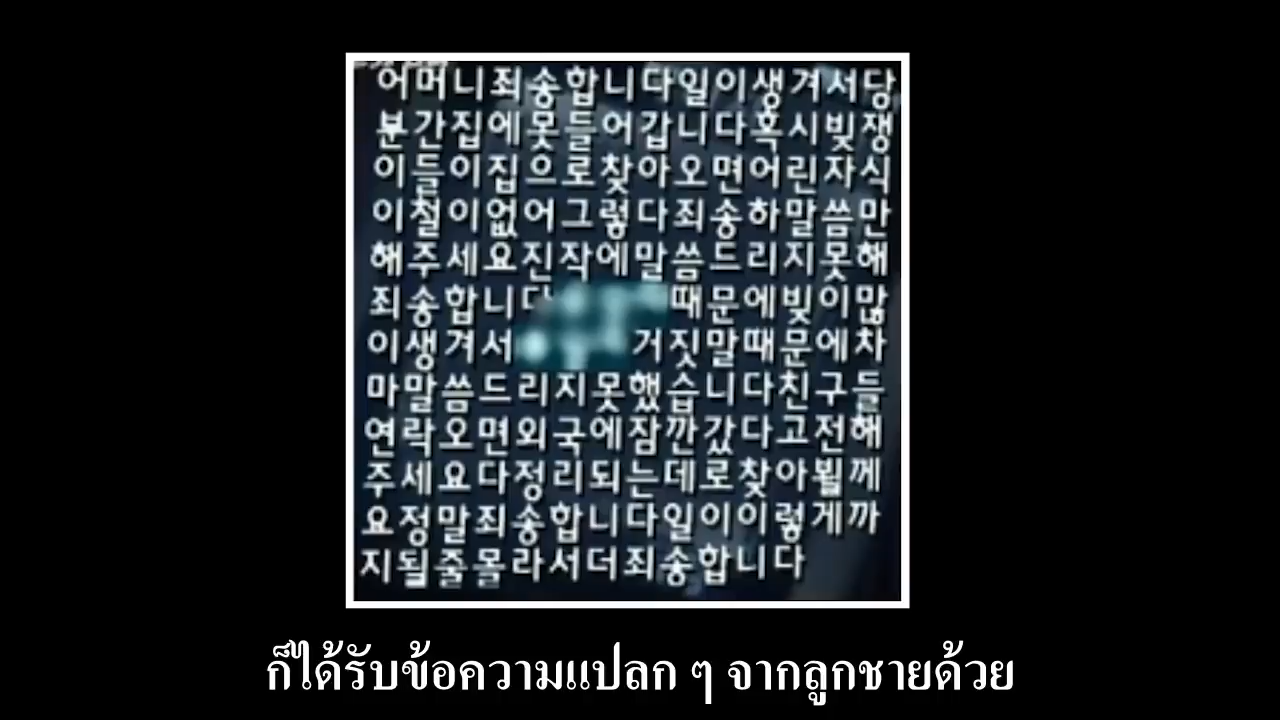 어머니죄송합니다일이생겨서당
분간집에못들어갑니다혹시빚쟁
이들이집으로찾아오면어린자식
이철이없어그렇다죄송하말씀만
해주세요진작에말씀드리지못해
죄송합니다 때문에빚이많
이생겨서 거짓말때문에차
마말씀드리지못했습니다친구들
연락오면외국에잠깐갔다고전해
주세요다정리되는데로찾아뵐께
요정말죄송합니다일이이렇게까
지될줄몰라서더죄송합니다
ก็ได้รับข้อความแปลก ๆ จากลูกชายด้วย